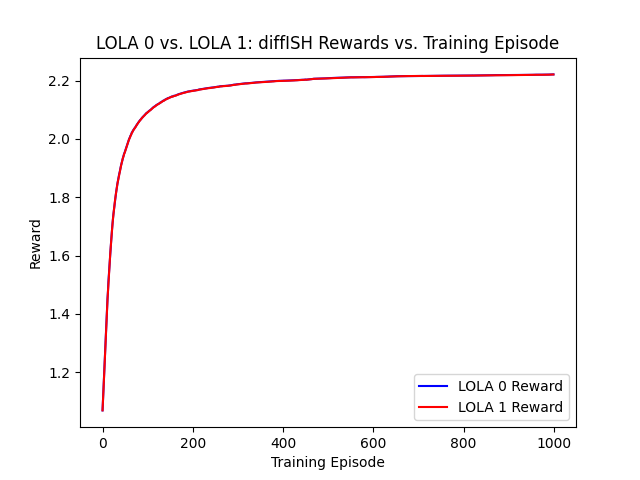 LOLA 0 vs. LOLA 1: diffISH Rewards vs. Training Episode
2.2
2.0
1.8
1.6
1.4
1.2
Reward
LOLA 0 Reward
LOLA 1 Reward
0 200 400 600 800 1000
Training Episode